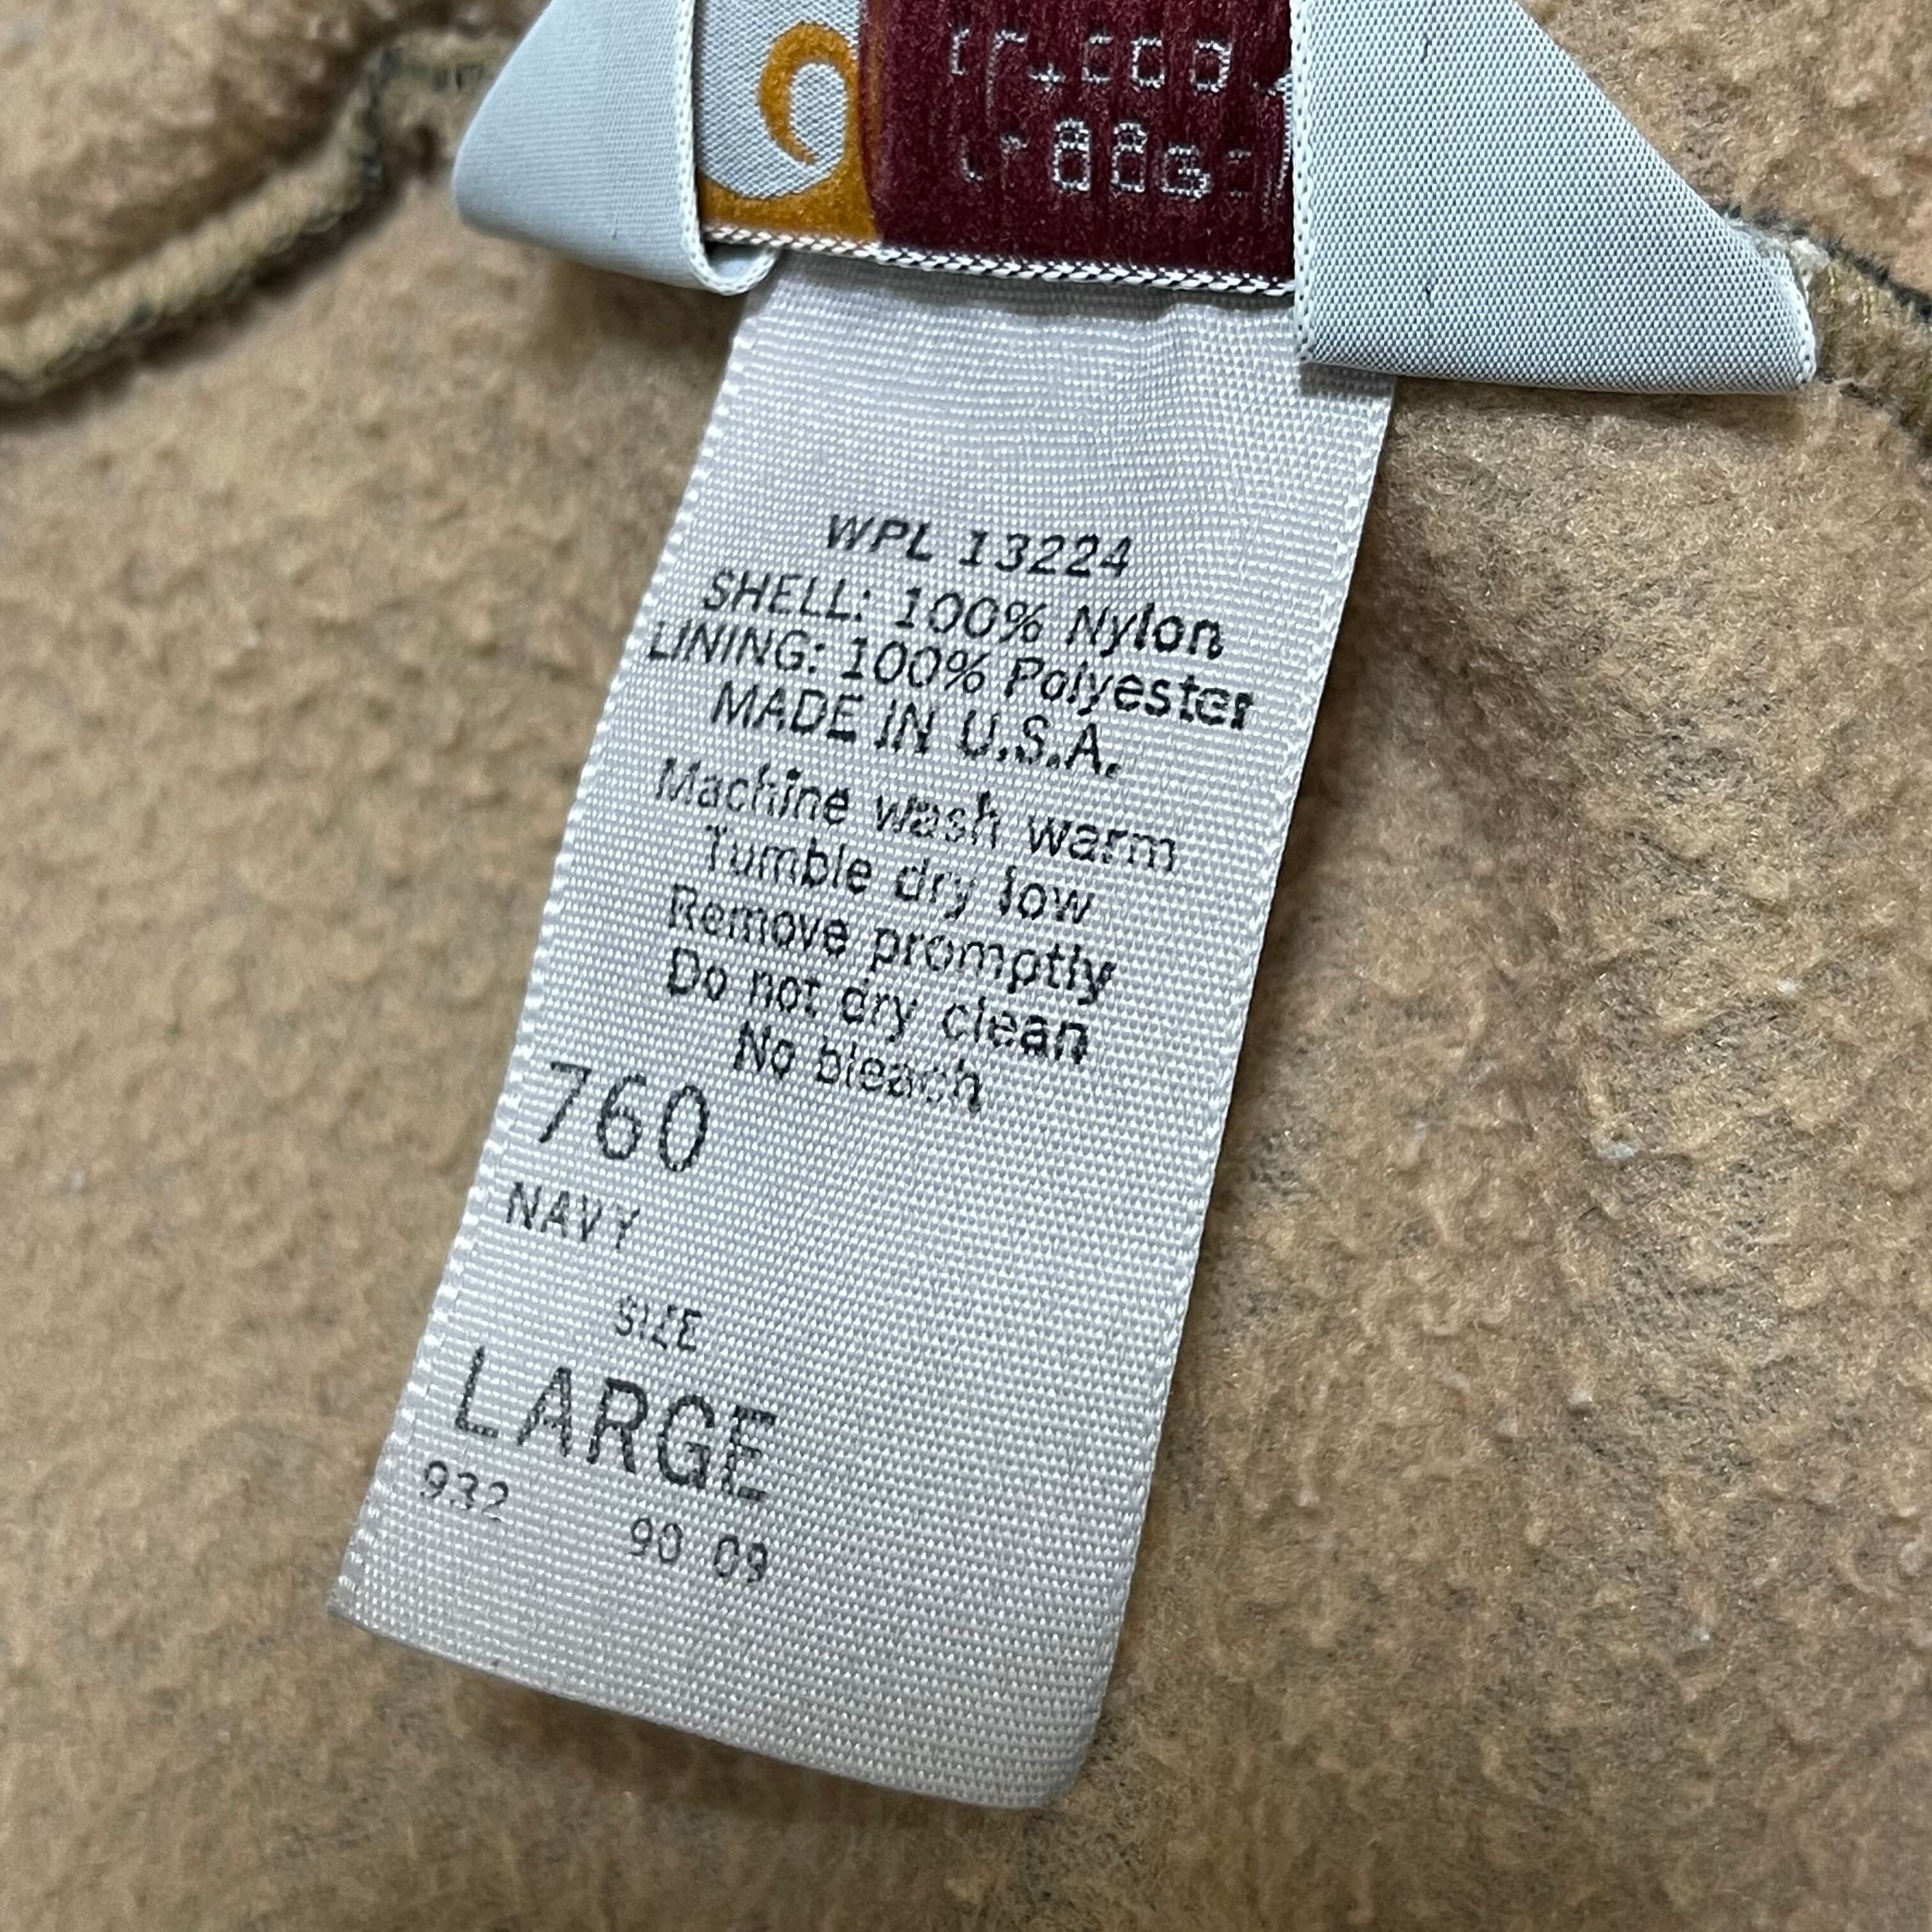 WPL 13224
SHELL: 100% Nylon
LINING: 100% Polyester
MADE IN U.S.A.
Machine wash warm
Tumble dry low
Remove promptly
Do not dry clean
No bleach
760
NAVY
SIZE
LARGE
932 90 09